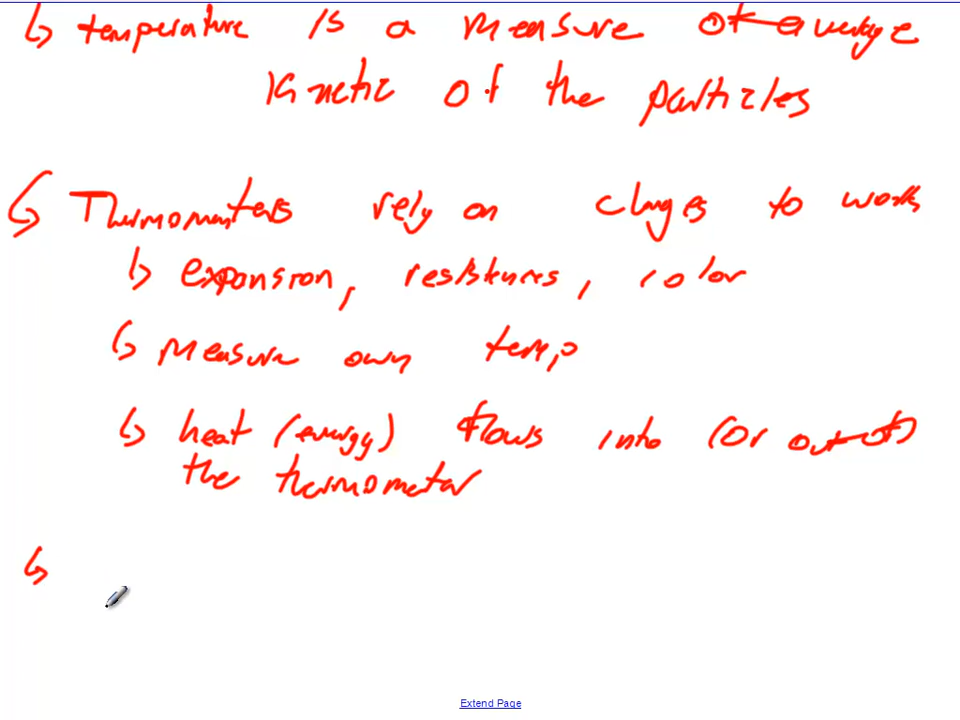 ↳ temperature is a measure of average
kinetic of the particles
↳ Thermometers rely on changes to work
↳ expansion, resistances, color
↳ measure own temp
↳ heat (energy) flows into (or out of)
the thermometer
↳
Extend Page